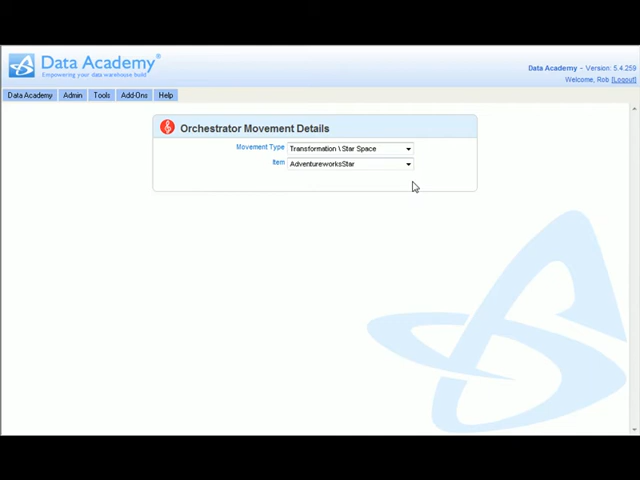 Data Academy®
Empowering your data warehouse build
Data Academy - Version: 5.4.259
Welcome, Rob [Logout]
Data Academy Admin Tools Add-Ons Help
Orchestrator Movement Details
Movement Type Transformation \ Star Space
Item AdventureworksStar